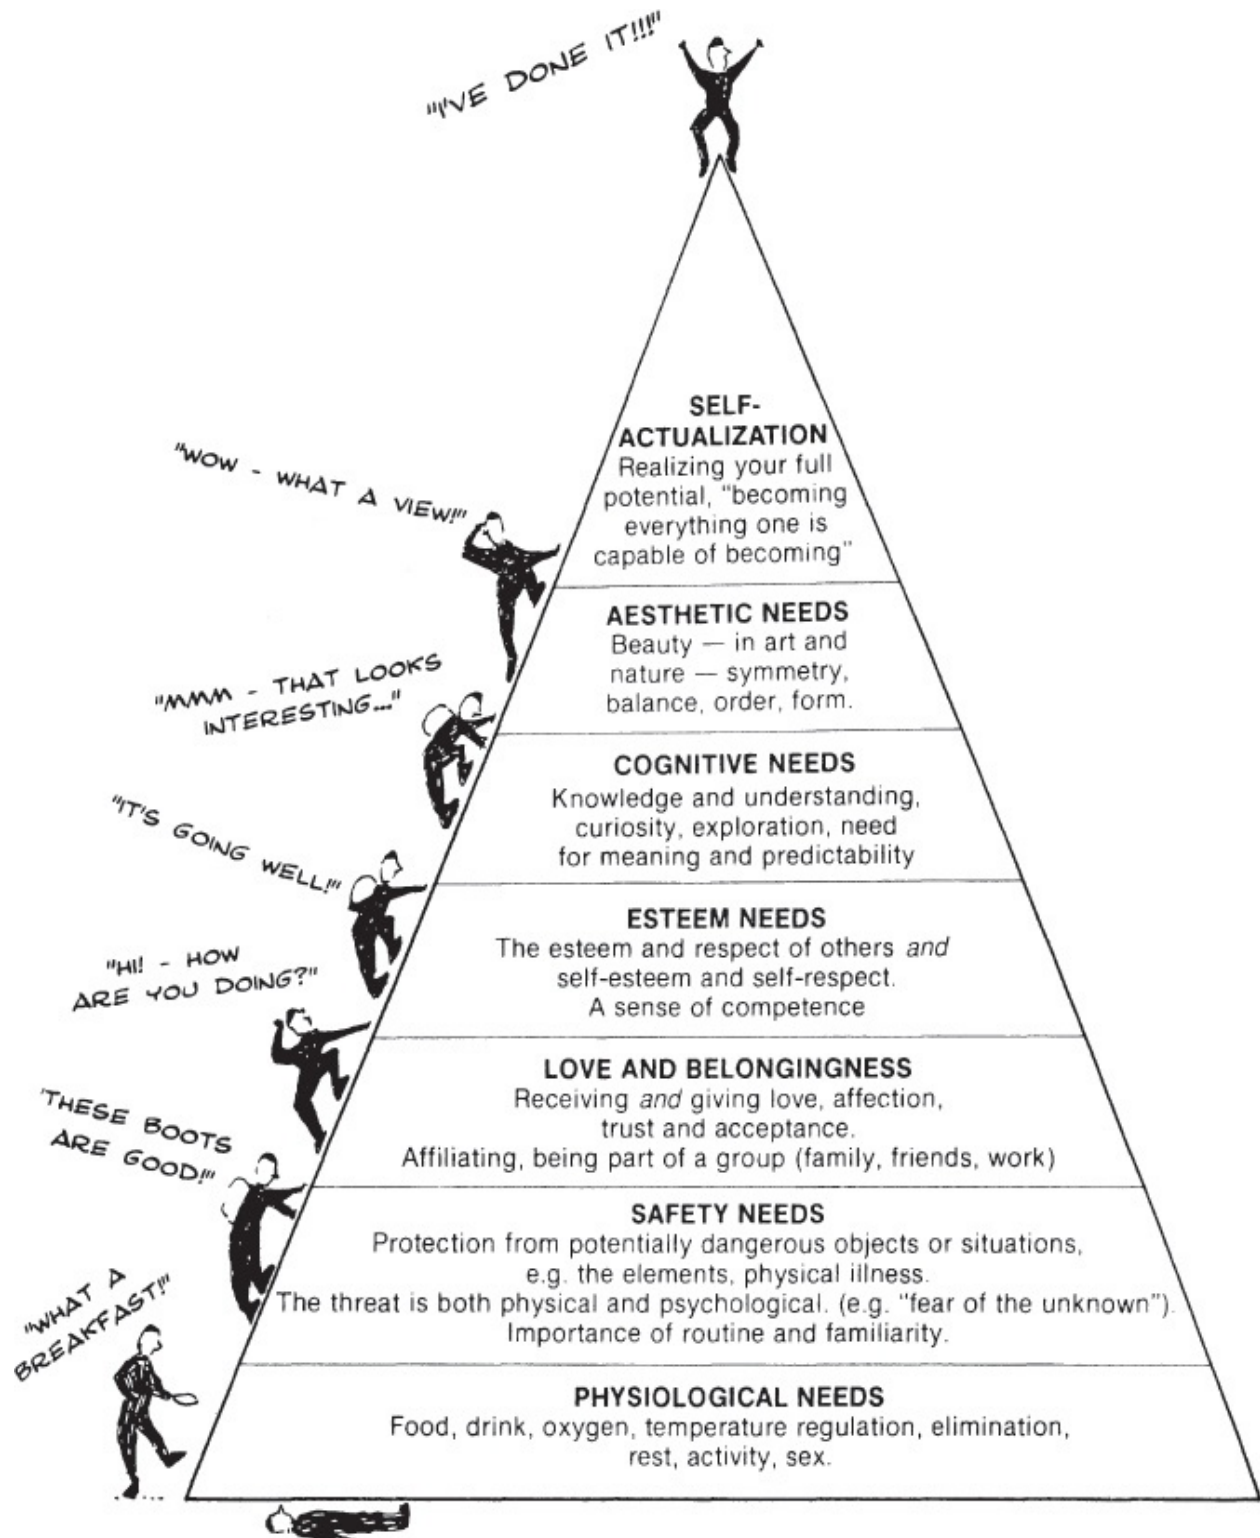 "I'VE DONE IT!!!"
SELF-
ACTUALIZATION
Realizing your full
potential, "becoming
everything one is
capable of becoming"
"WOW - WHAT A VIEW!"
AESTHETIC NEEDS
Beauty — in art and
nature — symmetry,
balance, order, form.
"MMM - THAT LOOKS
INTERESTING..."
COGNITIVE NEEDS
Knowledge and understanding,
curiosity, exploration, need
for meaning and predictability
"IT'S GOING WELL!"
ESTEEM NEEDS
The esteem and respect of others and
self-esteem and self-respect.
A sense of competence
"HI! - HOW
ARE YOU DOING?"
LOVE AND BELONGINGNESS
Receiving and giving love, affection,
trust and acceptance.
Affiliating, being part of a group (family, friends, work)
'THESE BOOTS
ARE GOOD!"
SAFETY NEEDS
Protection from potentially dangerous objects or situations,
e.g. the elements, physical illness.
The threat is both physical and psychological. (e.g. "fear of the unknown").
Importance of routine and familiarity.
"WHAT A
BREAKFAST!"
PHYSIOLOGICAL NEEDS
Food, drink, oxygen, temperature regulation, elimination,
rest, activity, sex.